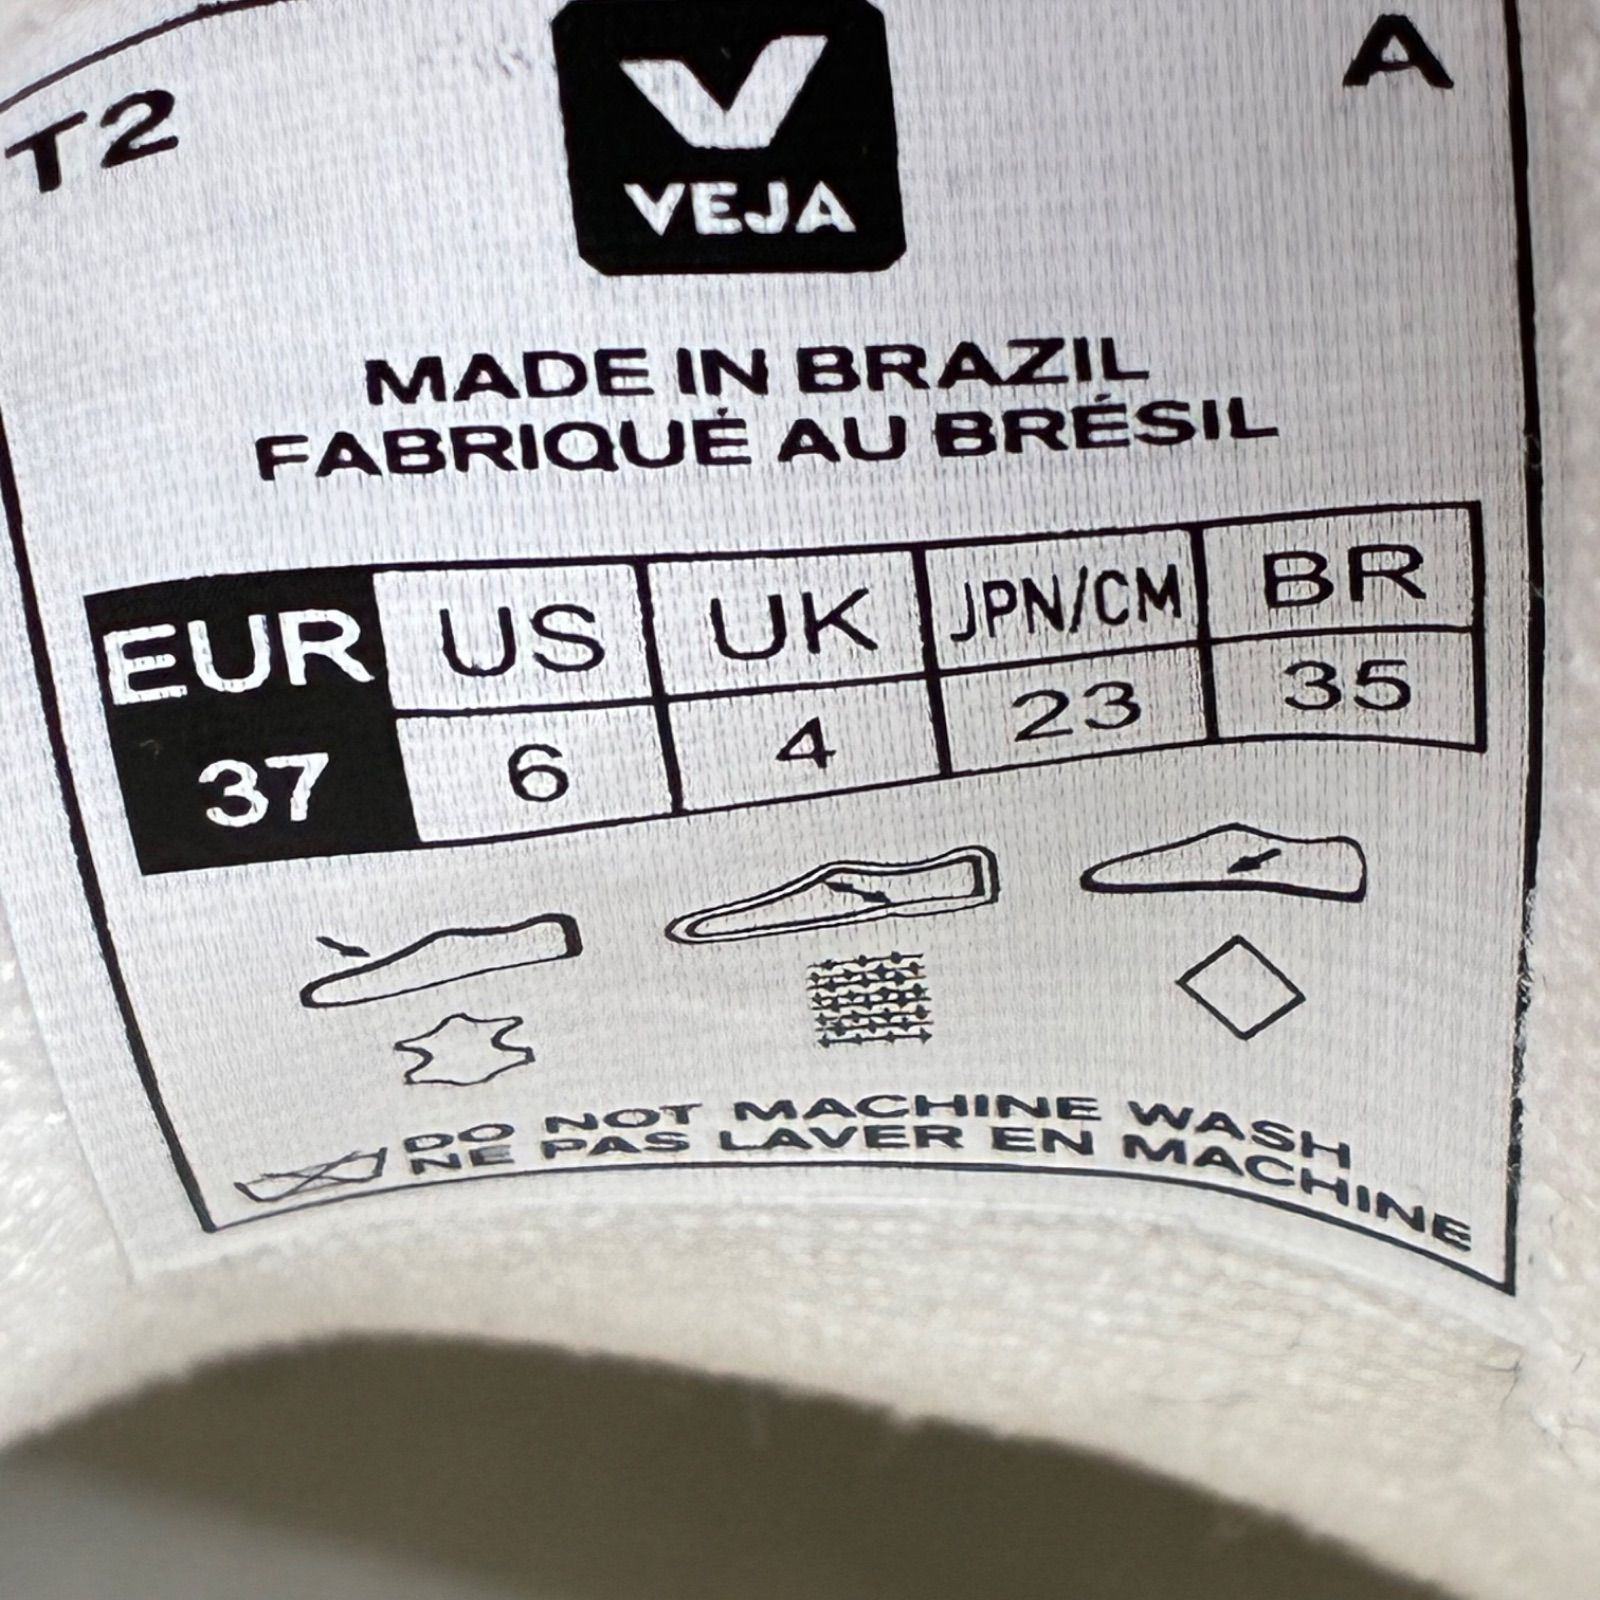 T2
A
VEJA
MADE IN BRAZIL
FABRIQUÉ AU BRÉSIL
EUR US UK JPN/CM BR
37 6 4 23 35
DO NOT MACHINE WASH
NE PAS LAVER EN MACHINE